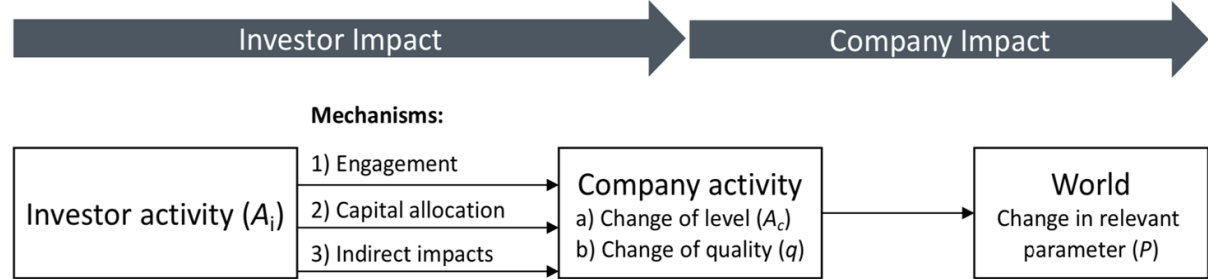 Investor Impact
Company Impact
Mechanisms:
Investor activity (Ai)
1) Engagement
2) Capital allocation
3) Indirect impacts
Company activity
a) Change of level (Ac)
b) Change of quality (q)
World
Change in relevant
parameter (P)